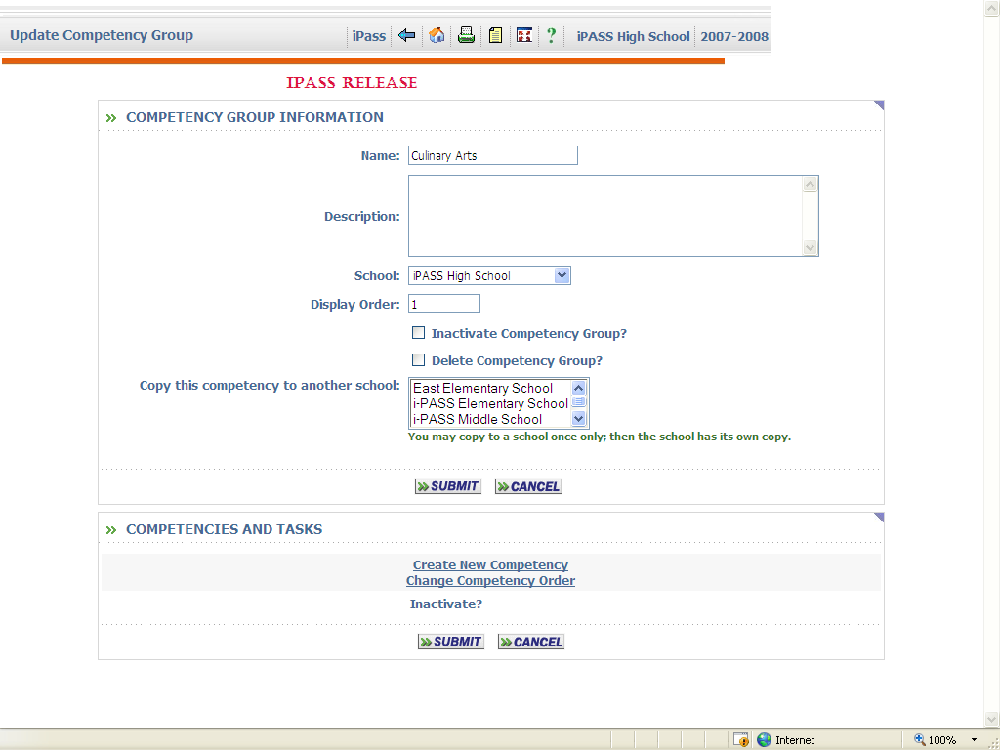 Update Competency Group iPass ? iPASS High School 2007-2008
IPASS RELEASE
COMPETENCY GROUP INFORMATION
Name: Culinary Arts
Description:
School: iPASS High School
Display Order: 1
Inactivate Competency Group?
Delete Competency Group?
Copy this competency to another school: East Elementary School
i-PASS Elementary School
i-PASS Middle School
You may copy to a school once only; then the school has its own copy.
SUBMIT CANCEL
COMPETENCIES AND TASKS
Create New Competency
Change Competency Order
Inactivate?
SUBMIT CANCEL
Internet 100%